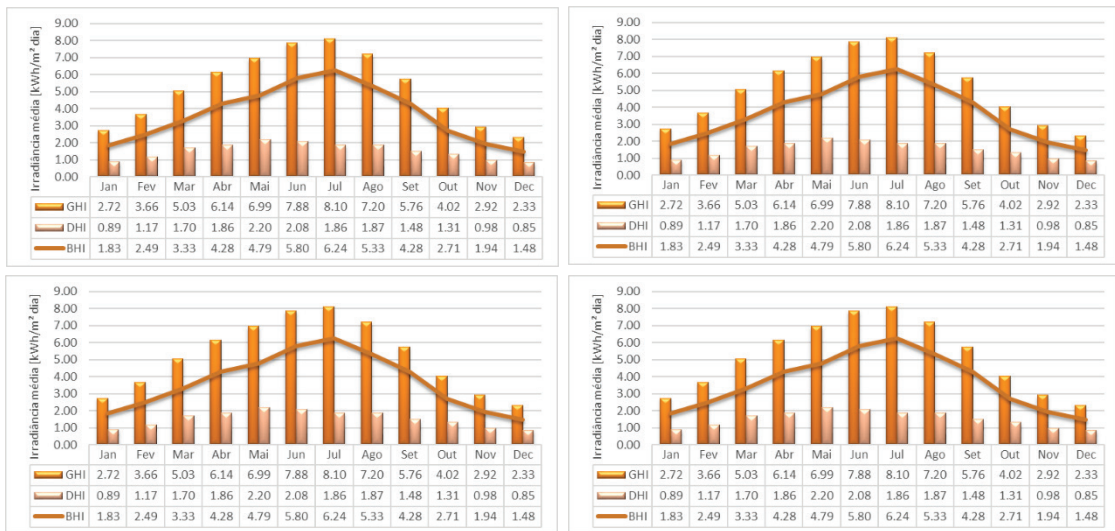 Irradiância média [kWh/m² dia]
9.00
8.00
7.00
6.00
5.00
4.00
3.00
2.00
1.00
0.00
Jan Fev Mar Abr Mai Jun Jul Ago Set Out Nov Dec
GHI 2.72 3.66 5.03 6.14 6.99 7.88 8.10 7.20 5.76 4.02 2.92 2.33
DHI 0.89 1.17 1.70 1.86 2.20 2.08 1.86 1.87 1.48 1.31 0.98 0.85
BHI 1.83 2.49 3.33 4.28 4.79 5.80 6.24 5.33 4.28 2.71 1.94 1.48
Irradiância média [kWh/m² dia]
9.00
8.00
7.00
6.00
5.00
4.00
3.00
2.00
1.00
0.00
Jan Fev Mar Abr Mai Jun Jul Ago Set Out Nov Dec
GHI 2.72 3.66 5.03 6.14 6.99 7.88 8.10 7.20 5.76 4.02 2.92 2.33
DHI 0.89 1.17 1.70 1.86 2.20 2.08 1.86 1.87 1.48 1.31 0.98 0.85
BHI 1.83 2.49 3.33 4.28 4.79 5.80 6.24 5.33 4.28 2.71 1.94 1.48
Irradiância média [kWh/m² dia]
9.00
8.00
7.00
6.00
5.00
4.00
3.00
2.00
1.00
0.00
Jan Fev Mar Abr Mai Jun Jul Ago Set Out Nov Dec
GHI 2.72 3.66 5.03 6.14 6.99 7.88 8.10 7.20 5.76 4.02 2.92 2.33
DHI 0.89 1.17 1.70 1.86 2.20 2.08 1.86 1.87 1.48 1.31 0.98 0.85
BHI 1.83 2.49 3.33 4.28 4.79 5.80 6.24 5.33 4.28 2.71 1.94 1.48
Irradiância média [kWh/m² dia]
9.00
8.00
7.00
6.00
5.00
4.00
3.00
2.00
1.00
0.00
Jan Fev Mar Abr Mai Jun Jul Ago Set Out Nov Dec
GHI 2.72 3.66 5.03 6.14 6.99 7.88 8.10 7.20 5.76 4.02 2.92 2.33
DHI 0.89 1.17 1.70 1.86 2.20 2.08 1.86 1.87 1.48 1.31 0.98 0.85
BHI 1.83 2.49 3.33 4.28 4.79 5.80 6.24 5.33 4.28 2.71 1.94 1.48